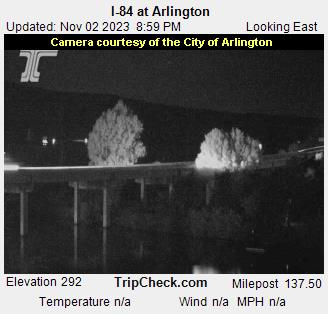 I-84 at Arlington
Updated: Nov 02 2023 8:59 PM Looking East
Camera courtesy of the City of Arlington
Elevation 292 TripCheck.com Milepost 137.50
Temperature n/a Wind n/a MPH n/a